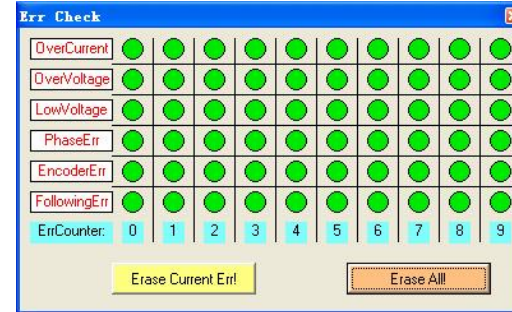 Err Check
OverCurrent
OverVoltage
LowVoltage
PhaseErr
EncoderErr
FollowingErr
ErrCounter: 0 1 2 3 4 5 6 7 8 9
Erase Current Err! Erase All!